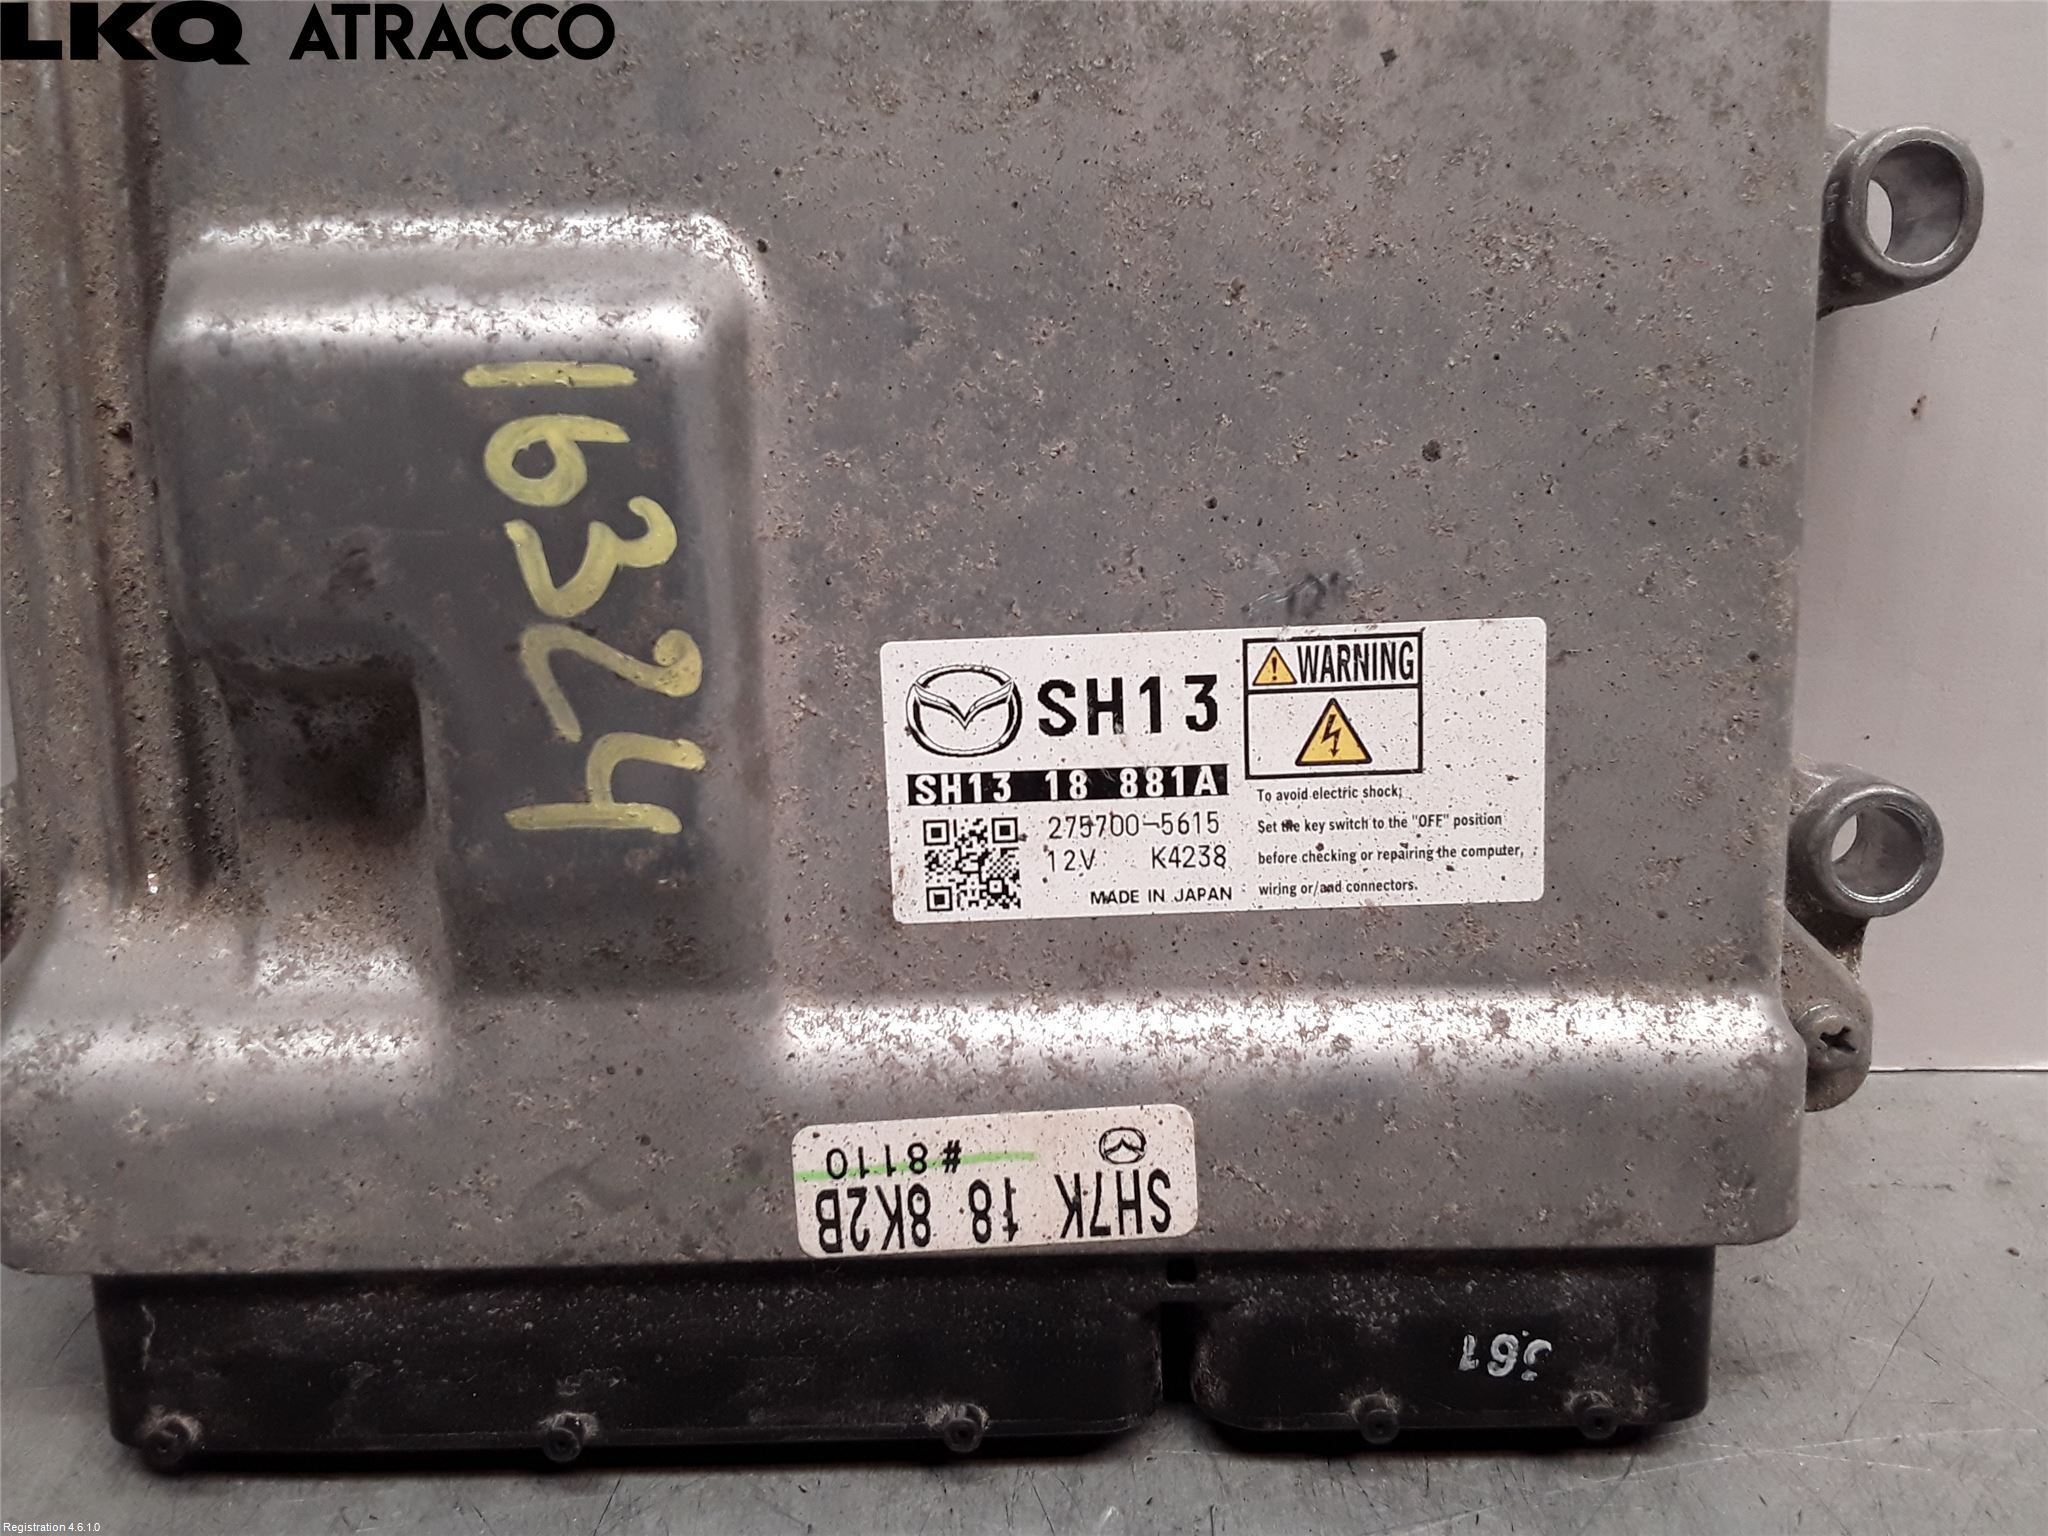 LKQ ATRACCO
16324
SH13
SH13 18 881A
275700-5615
12V K4238
MADE IN JAPAN
WARNING
To avoid electric shock;
Set the key switch to the "OFF" position
before checking or repairing the computer,
wiring or/and connectors.
SH7K 18 8K2B
#8110
Registration 4.6.1.0